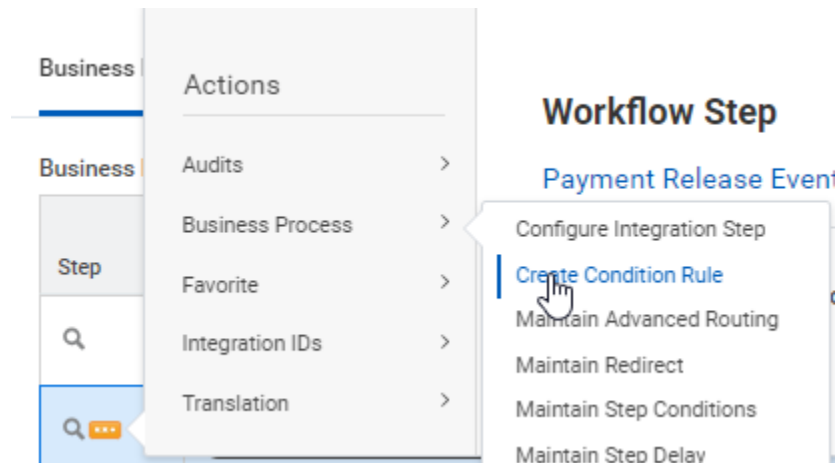 Business
Actions
Workflow Step
Business
Audits
Payment Release Event
Business Process
Configure Integration Step
Step
Create Condition Rule
Favorite
Maintain Advanced Routing
Integration IDs
Maintain Redirect
Translation
Maintain Step Conditions
Maintain Step Delay